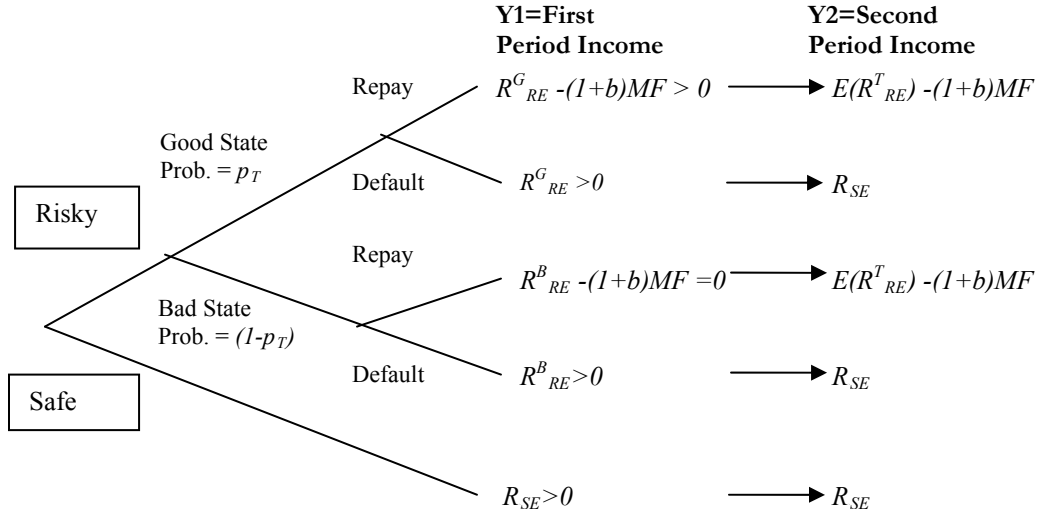 Y1=First
Period Income
Y2=Second
Period Income
Repay
R^G_RE -(1+b)MF > 0
E(R^T_RE) -(1+b)MF
Good State
Prob. = p_T
Default
R^G_RE >0
R_SE
Risky
Repay
R^B_RE -(1+b)MF =0
E(R^T_RE) -(1+b)MF
Bad State
Prob. = (1-p_T)
Default
R^B_RE>0
R_SE
Safe
R_SE>0
R_SE